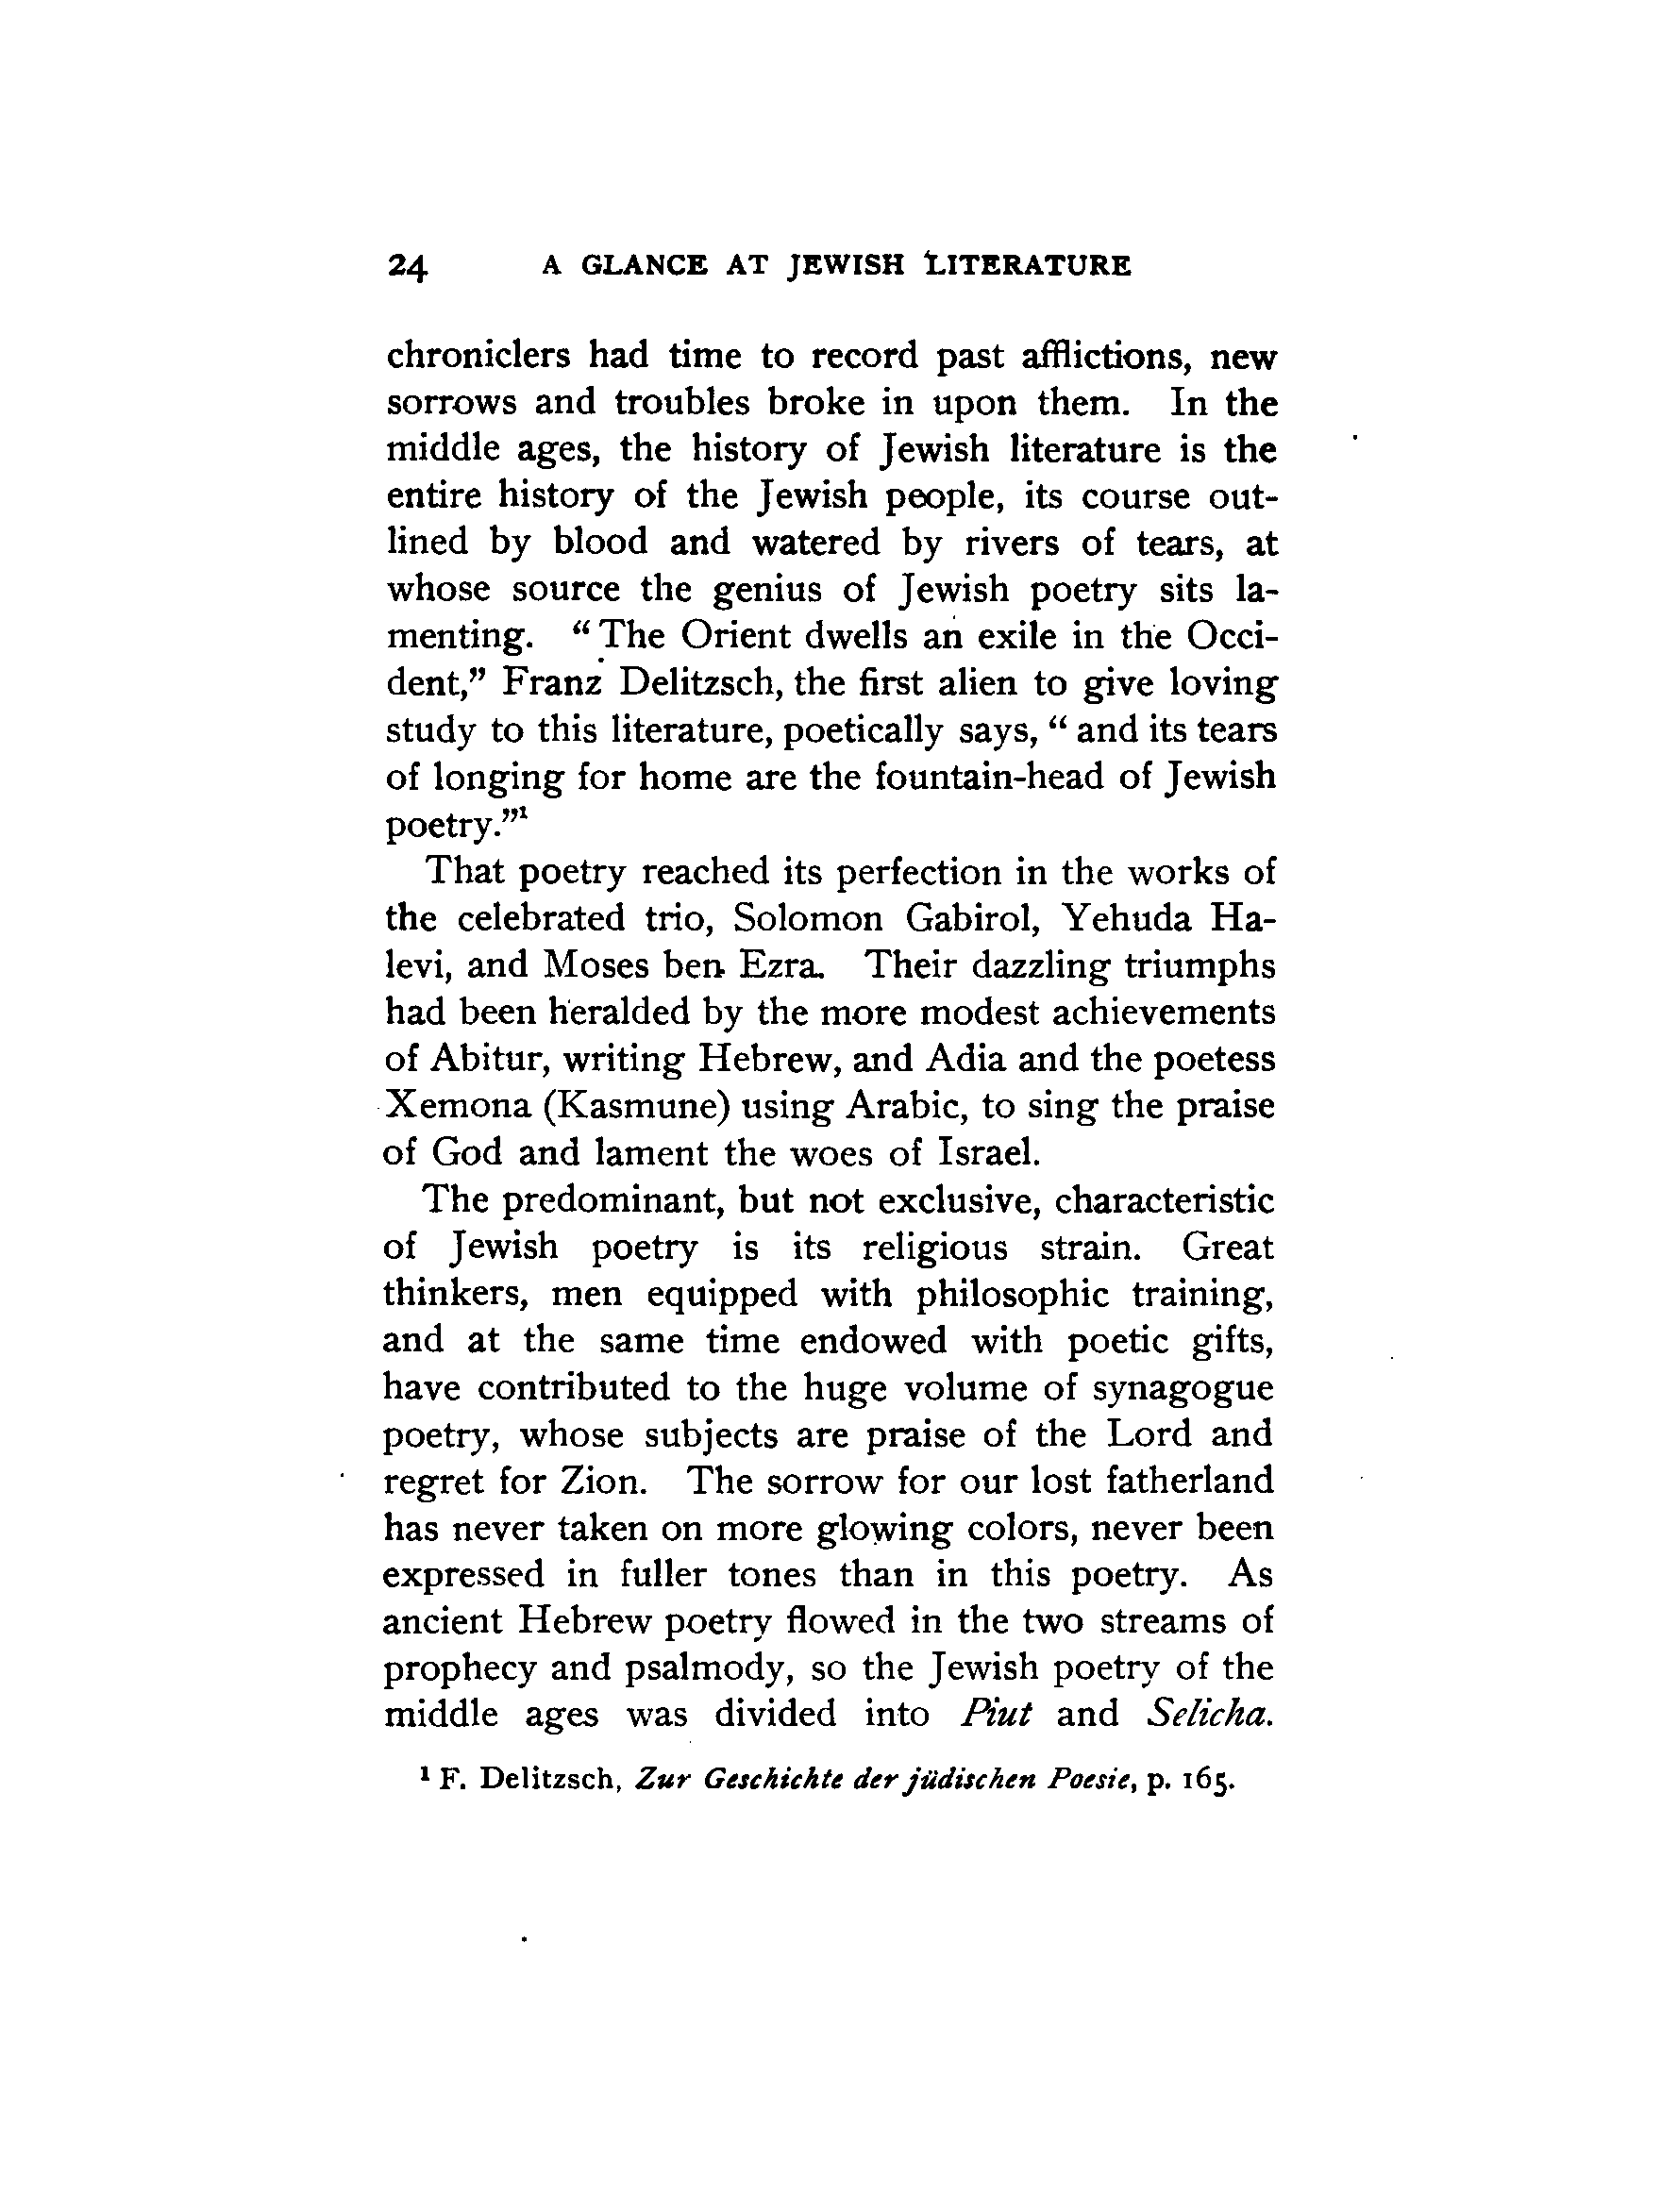 24 A GLANCE AT JEWISH LITERATURE
chroniclers had time to record past afflictions, new
sorrows and troubles broke in upon them. In the
middle ages, the history of Jewish literature is the
entire history of the Jewish people, its course out-
lined by blood and watered by rivers of tears, at
whose source the genius of Jewish poetry sits la-
menting. “The Orient dwells an exile in the Occi-
dent,” Franz Delitzsch, the first alien to give loving
study to this literature, poetically says, “and its tears
of longing for home are the fountain-head of Jewish
poetry.”¹
That poetry reached its perfection in the works of
the celebrated trio, Solomon Gabirol, Yehuda Ha-
levi, and Moses ben Ezra. Their dazzling triumphs
had been heralded by the more modest achievements
of Abitur, writing Hebrew, and Adia and the poetess
Xemona (Kasmune) using Arabic, to sing the praise
of God and lament the woes of Israel.
The predominant, but not exclusive, characteristic
of Jewish poetry is its religious strain. Great
thinkers, men equipped with philosophic training,
and at the same time endowed with poetic gifts,
have contributed to the huge volume of synagogue
poetry, whose subjects are praise of the Lord and
regret for Zion. The sorrow for our lost fatherland
has never taken on more glowing colors, never been
expressed in fuller tones than in this poetry. As
ancient Hebrew poetry flowed in the two streams of
prophecy and psalmody, so the Jewish poetry of the
middle ages was divided into Piut and Selicha.
¹ F. Delitzsch, Zur Geschichte der jüdischen Poesie, p. 165.